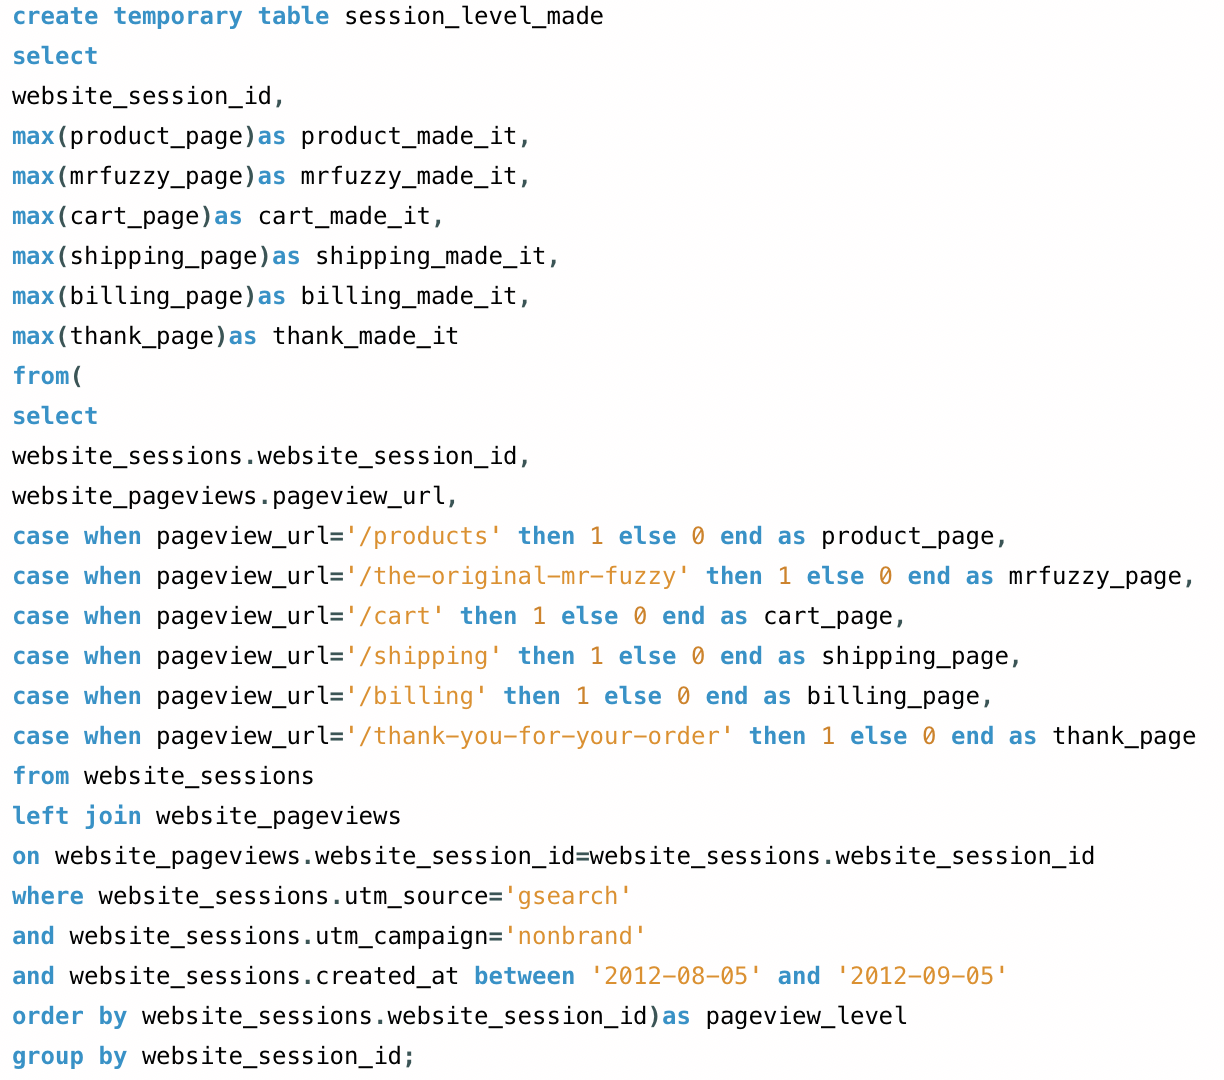 create temporary table session_level_made
select
website_session_id,
max(product_page)as product_made_it,
max(mrfuzzy_page)as mrfuzzy_made_it,
max(cart_page)as cart_made_it,
max(shipping_page)as shipping_made_it,
max(billing_page)as billing_made_it,
max(thank_page)as thank_made_it
from(
select
website_sessions.website_session_id,
website_pageviews.pageview_url,
case when pageview_url='/products' then 1 else 0 end as product_page,
case when pageview_url='/the-original-mr-fuzzy' then 1 else 0 end as mrfuzzy_page,
case when pageview_url='/cart' then 1 else 0 end as cart_page,
case when pageview_url='/shipping' then 1 else 0 end as shipping_page,
case when pageview_url='/billing' then 1 else 0 end as billing_page,
case when pageview_url='/thank-you-for-your-order' then 1 else 0 end as thank_page
from website_sessions
left join website_pageviews
on website_pageviews.website_session_id=website_sessions.website_session_id
where website_sessions.utm_source='gsearch'
and website_sessions.utm_campaign='nonbrand'
and website_sessions.created_at between '2012-08-05' and '2012-09-05'
order by website_sessions.website_session_id)as pageview_level
group by website_session_id;